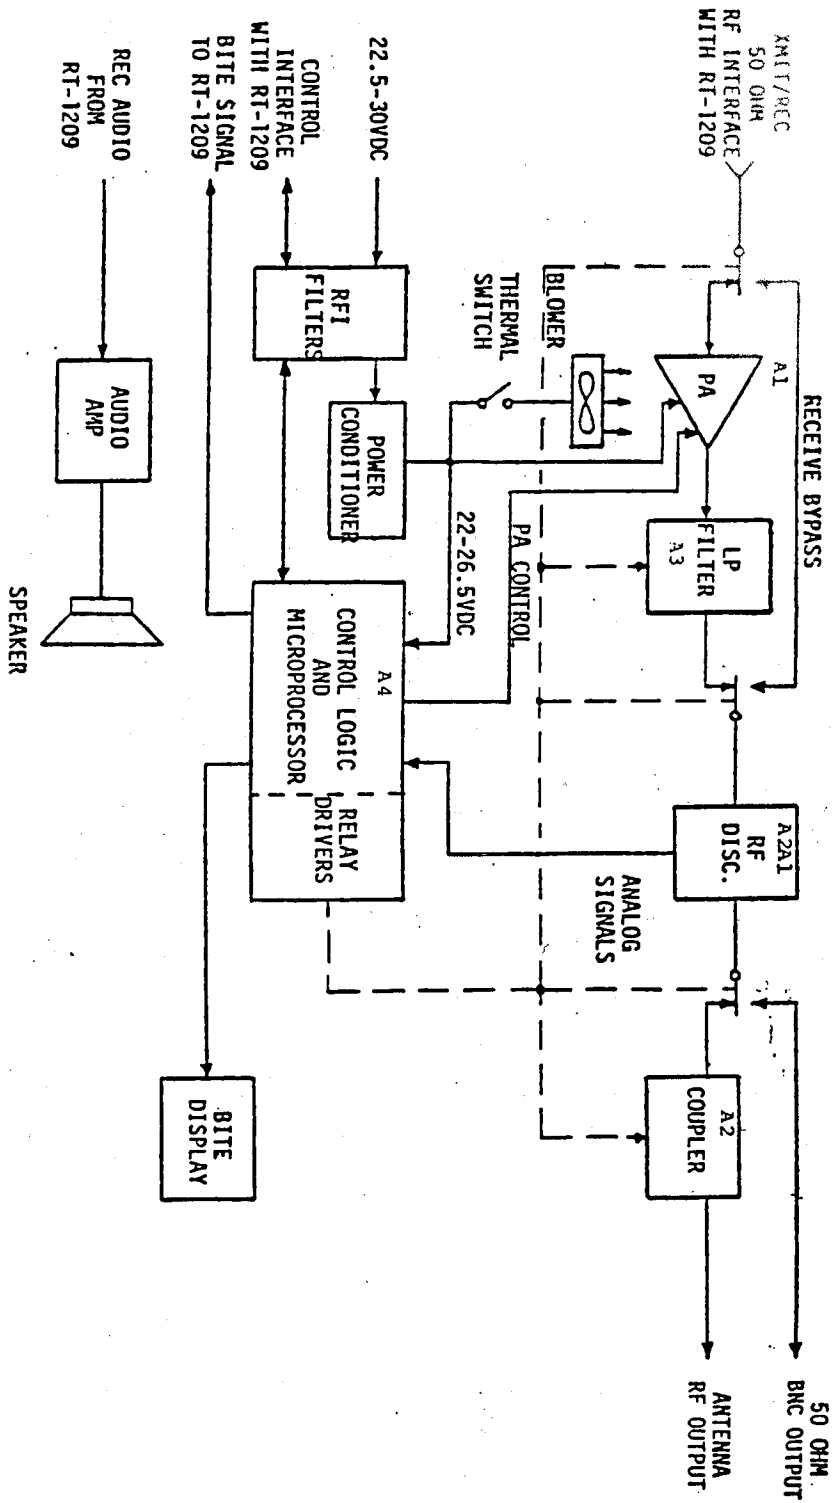 XMIT/REC
50 OHM
RF INTERFACE
WITH RT-1209
RECEIVE BYPASS
A1
PA
LP
FILTER
A3
A2A1
RF
DISC.
A2
COUPLER
50 OHM
BNC OUTPUT
ANTENNA
RF OUTPUT
BLOWER
THERMAL
SWITCH
PA CONTROL
22-26.5VDC
ANALOG
SIGNALS
22.5-30VDC
CONTROL
INTERFACE
WITH RT-1209
BITE SIGNAL
TO RT-1209
RFI
FILTERS
POWER
CONDITIONER
A4
CONTROL LOGIC
AND
MICROPROCESSOR
RELAY
DRIVERS
BITE
DISPLAY
REC AUDIO
FROM
RT-1209
AUDIO
AMP
SPEAKER